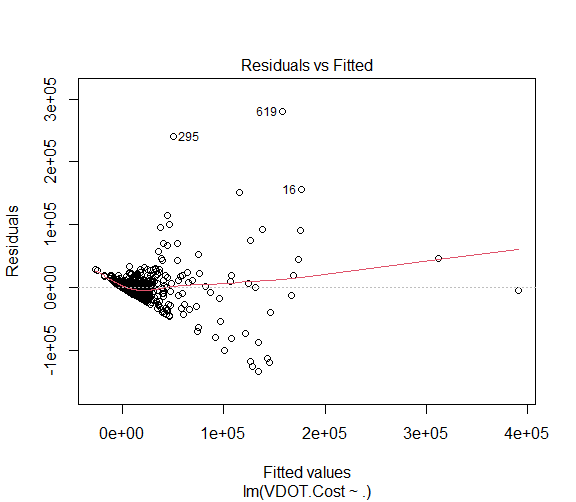 Residuals vs Fitted
Residuals
3e+05
2e+05
1e+05
0e+00
-1e+05
619
295
16
0e+00 1e+05 2e+05 3e+05 4e+05
Fitted values
lm(VDOT.Cost ~ .)